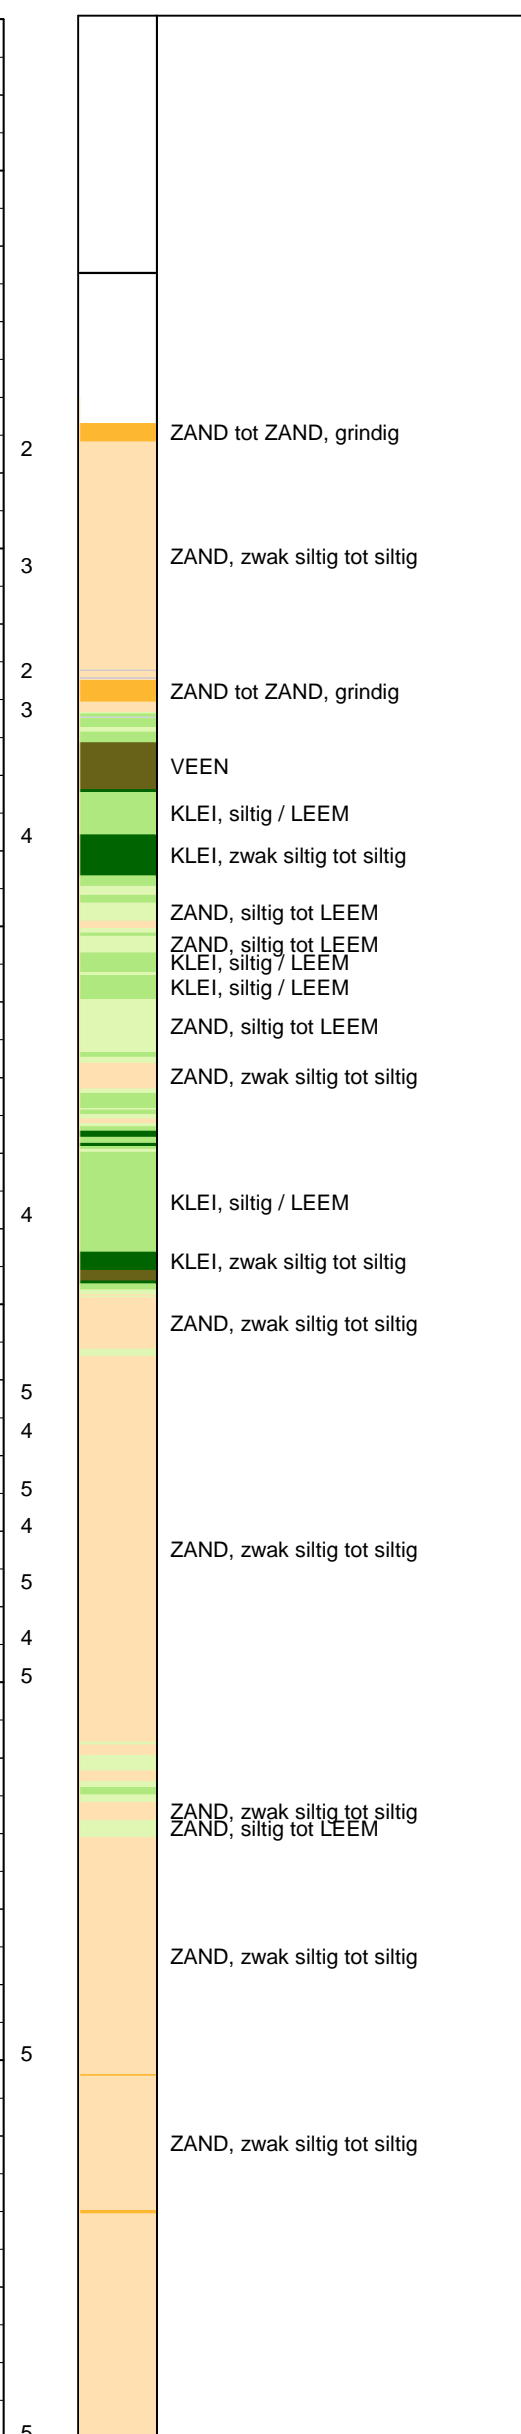 ZAND tot ZAND, grindig
2
ZAND, zwak siltig tot siltig
3
2
ZAND tot ZAND, grindig
3
VEEN
KLEI, siltig / LEEM
4
KLEI, zwak siltig tot siltig
ZAND, siltig tot LEEM
ZAND, siltig tot LEEM
KLEI, siltig / LEEM
KLEI, siltig / LEEM
ZAND, siltig tot LEEM
ZAND, zwak siltig tot siltig
KLEI, siltig / LEEM
4
KLEI, zwak siltig tot siltig
ZAND, zwak siltig tot siltig
5
4
5
4
ZAND, zwak siltig tot siltig
5
4
5
ZAND, zwak siltig tot siltig
ZAND, siltig tot LEEM
ZAND, zwak siltig tot siltig
5
ZAND, zwak siltig tot siltig
5